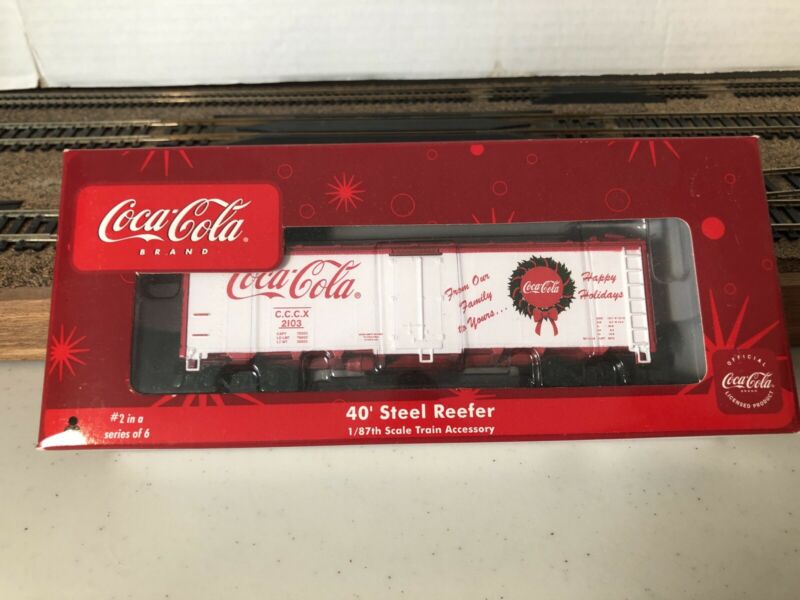 Coca-Cola
BRAND
Coca-Cola
C.C.C.X
2103
From Our
Family
to Yours...
Coca-Cola
Happy
Holidays
OFFICIAL
Coca-Cola
LICENSED PRODUCT
#2 in a
series of 6
40' Steel Reefer
1/87th Scale Train Accessory